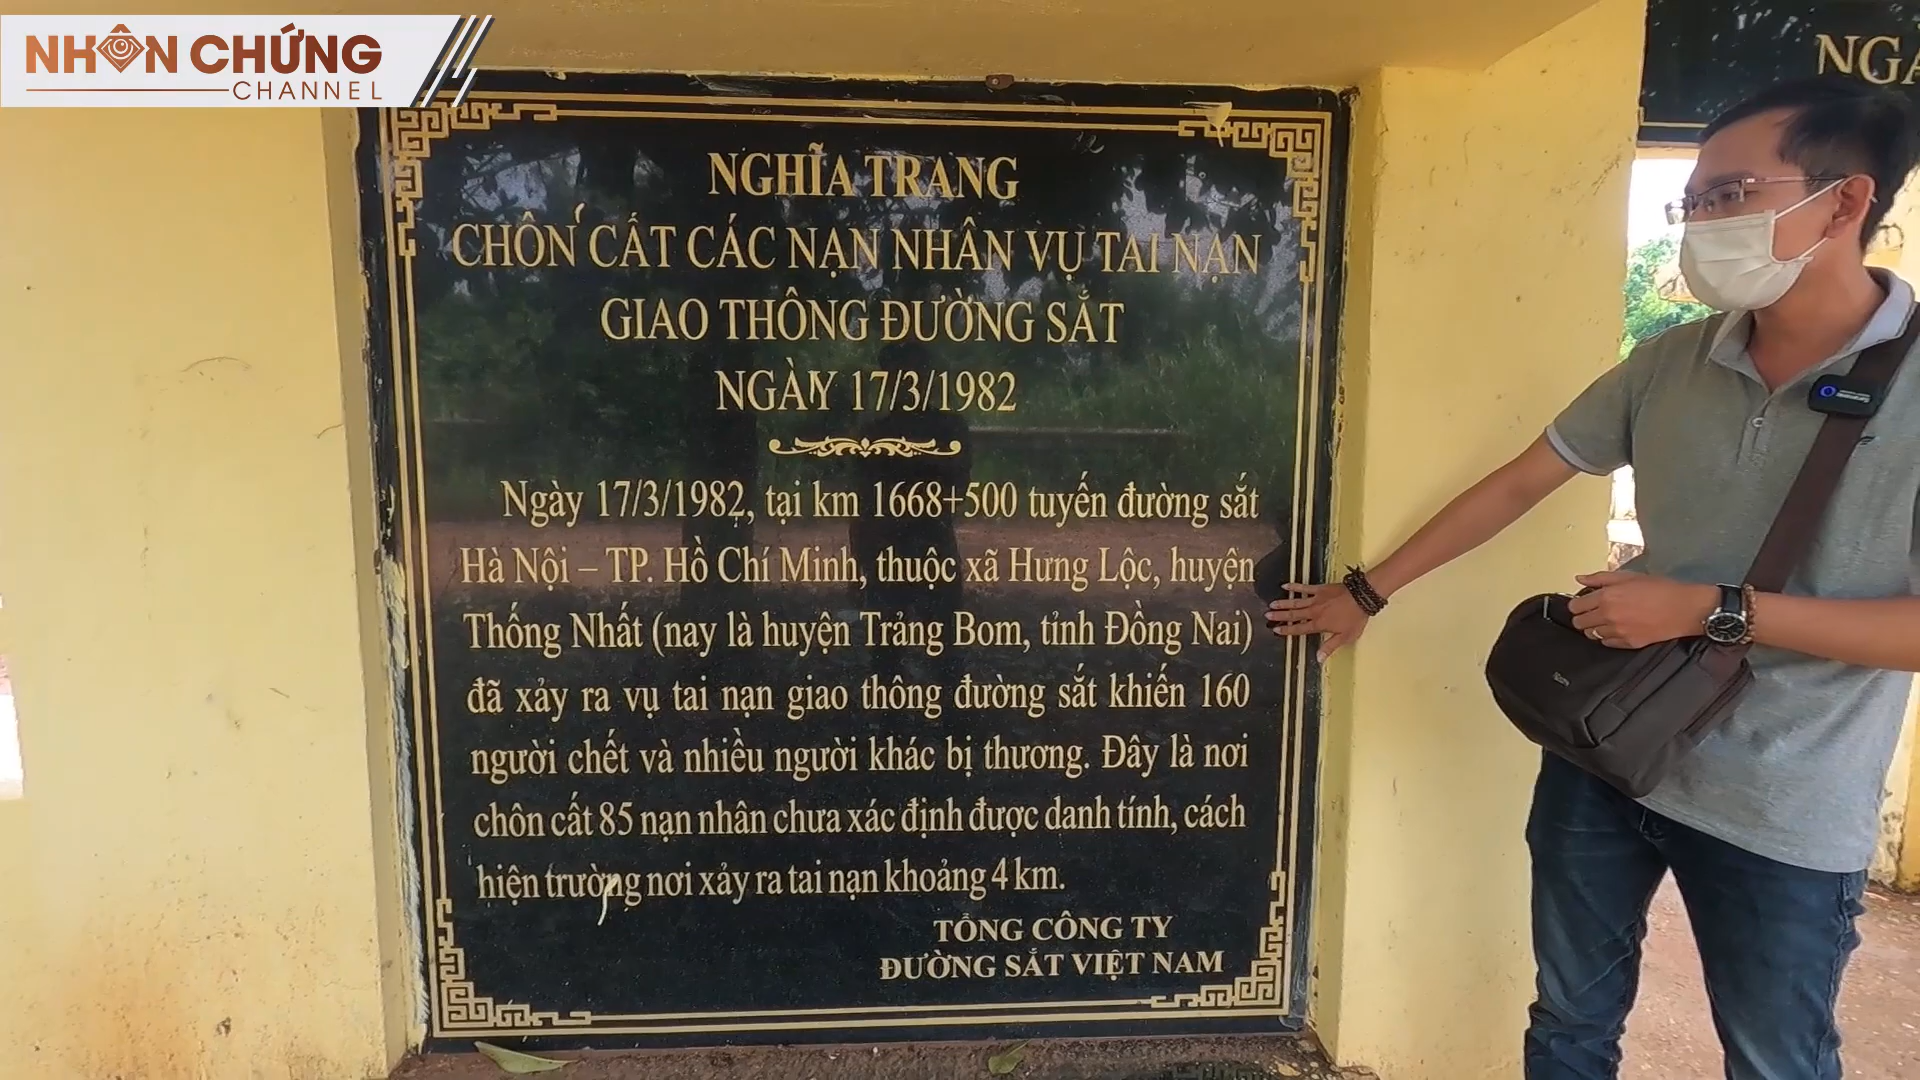 NHÂN CHỨNG
CHANNEL
NGHĨA TRANG
CHÔN CẤT CÁC NẠN NHÂN VỤ TAI NẠN
GIAO THÔNG ĐƯỜNG SẮT
NGÀY 17/3/1982
Ngày 17/3/1982, tại km 1668+500 tuyến đường sắt
Hà Nội – TP. Hồ Chí Minh, thuộc xã Hưng Lộc, huyện
Thống Nhất (nay là huyện Trảng Bom, tỉnh Đồng Nai)
đã xảy ra vụ tai nạn giao thông đường sắt khiến 160
người chết và nhiều người khác bị thương. Đây là nơi
chôn cất 85 nạn nhân chưa xác định được danh tính, cách
hiện trường nơi xảy ra tai nạn khoảng 4 km.
TỔNG CÔNG TY
ĐƯỜNG SẮT VIỆT NAM